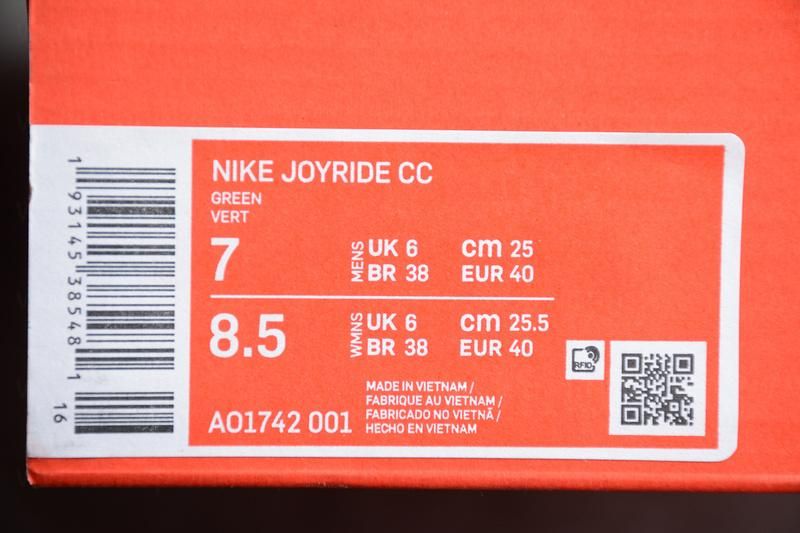 1 93145 38548 1
16
NIKE JOYRIDE CC
GREEN
VERT
7
MENS
UK 6 cm 25
BR 38 EUR 40
8.5
WMNS
UK 6 cm 25.5
BR 38 EUR 40
AO1742 001
MADE IN VIETNAM /
FABRIQUE AU VIETNAM /
FABRICADO NO VIETNÃ /
HECHO EN VIETNAM
RFID